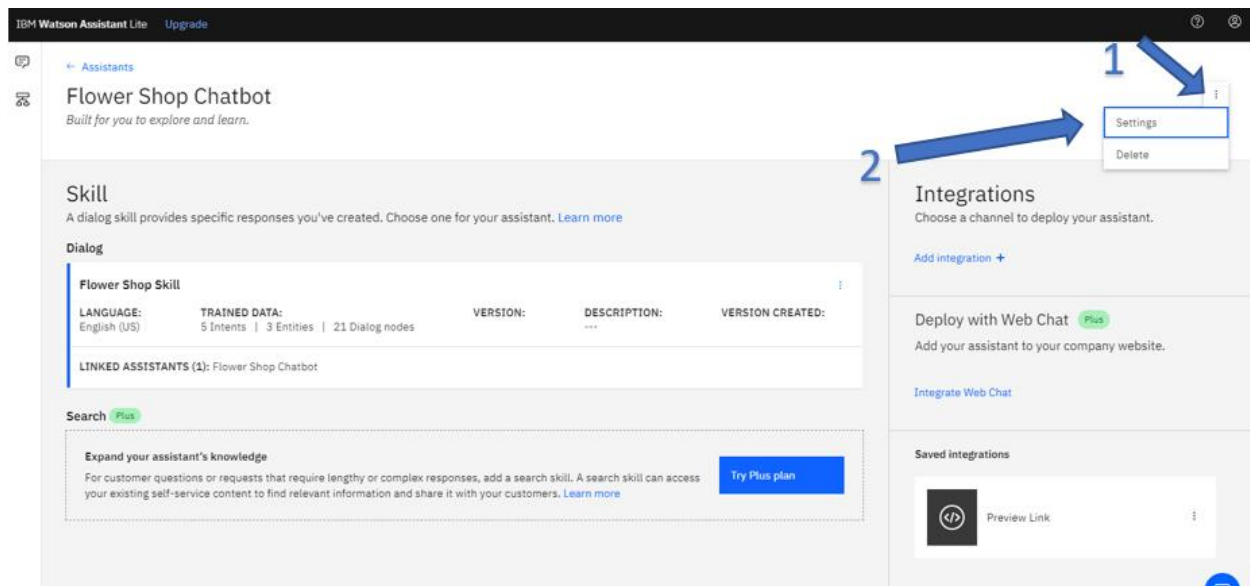 IBM Watson Assistant Lite Upgrade
1
← Assistants
Flower Shop Chatbot
Built for you to explore and learn.
Settings
Delete
2
Skill
A dialog skill provides specific responses you've created. Choose one for your assistant. Learn more
Dialog
Flower Shop Skill
LANGUAGE: TRAINED DATA: VERSION: DESCRIPTION: VERSION CREATED:
English (US) 5 Intents | 3 Entities | 21 Dialog nodes ---
LINKED ASSISTANTS (1): Flower Shop Chatbot
Search Plus
Expand your assistant's knowledge
For customer questions or requests that require lengthy or complex responses, add a search skill. A search skill can access
your existing self-service content to find relevant information and share it with your customers. Learn more
Try Plus plan
Integrations
Choose a channel to deploy your assistant.
Add integration +
Deploy with Web Chat Plus
Add your assistant to your company website.
Integrate Web Chat
Saved integrations
Preview Link